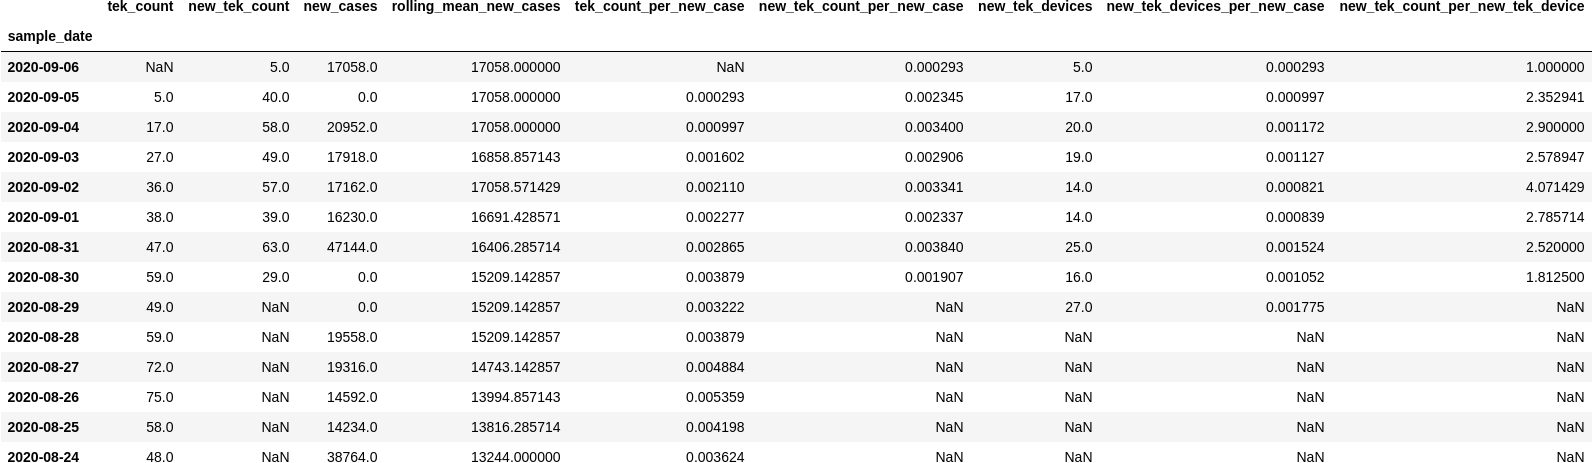 tek_count new_tek_count new_cases rolling_mean_new_cases tek_count_per_new_case new_tek_count_per_new_case new_tek_devices new_tek_devices_per_new_case new_tek_count_per_new_tek_device
sample_date
2020-09-06 NaN 5.0 17058.0 17058.000000 NaN 0.000293 5.0 0.000293 1.000000
2020-09-05 5.0 40.0 0.0 17058.000000 0.000293 0.002345 17.0 0.000997 2.352941
2020-09-04 17.0 58.0 20952.0 17058.000000 0.000997 0.003400 20.0 0.001172 2.900000
2020-09-03 27.0 49.0 17918.0 16858.857143 0.001602 0.002906 19.0 0.001127 2.578947
2020-09-02 36.0 57.0 17162.0 17058.571429 0.002110 0.003341 14.0 0.000821 4.071429
2020-09-01 38.0 39.0 16230.0 16691.428571 0.002277 0.002337 14.0 0.000839 2.785714
2020-08-31 47.0 63.0 47144.0 16406.285714 0.002865 0.003840 25.0 0.001524 2.520000
2020-08-30 59.0 29.0 0.0 15209.142857 0.003879 0.001907 16.0 0.001052 1.812500
2020-08-29 49.0 NaN 0.0 15209.142857 0.003222 NaN 27.0 0.001775 NaN
2020-08-28 59.0 NaN 19558.0 15209.142857 0.003879 NaN NaN NaN NaN
2020-08-27 72.0 NaN 19316.0 14743.142857 0.004884 NaN NaN NaN NaN
2020-08-26 75.0 NaN 14592.0 13994.857143 0.005359 NaN NaN NaN NaN
2020-08-25 58.0 NaN 14234.0 13816.285714 0.004198 NaN NaN NaN NaN
2020-08-24 48.0 NaN 38764.0 13244.000000 0.003624 NaN NaN NaN NaN